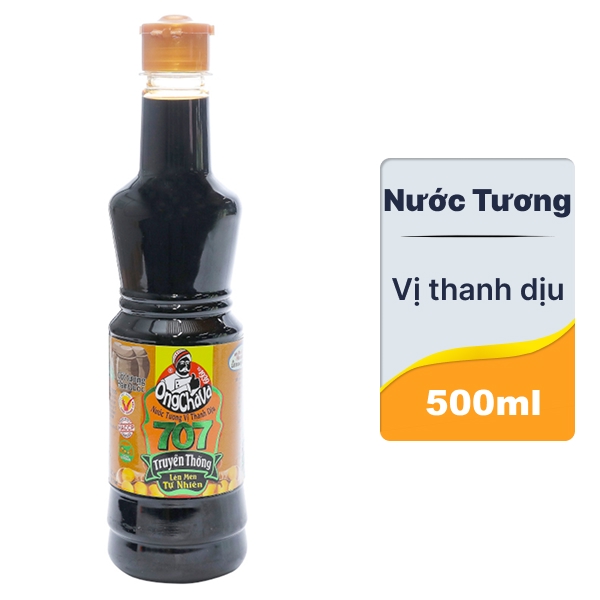 Nước Tương
Vị thanh dịu
500ml
OngChàVà
Nước Tương Vị Thanh Dịu
707
Truyền Thống
Lên Men
Tự Nhiên